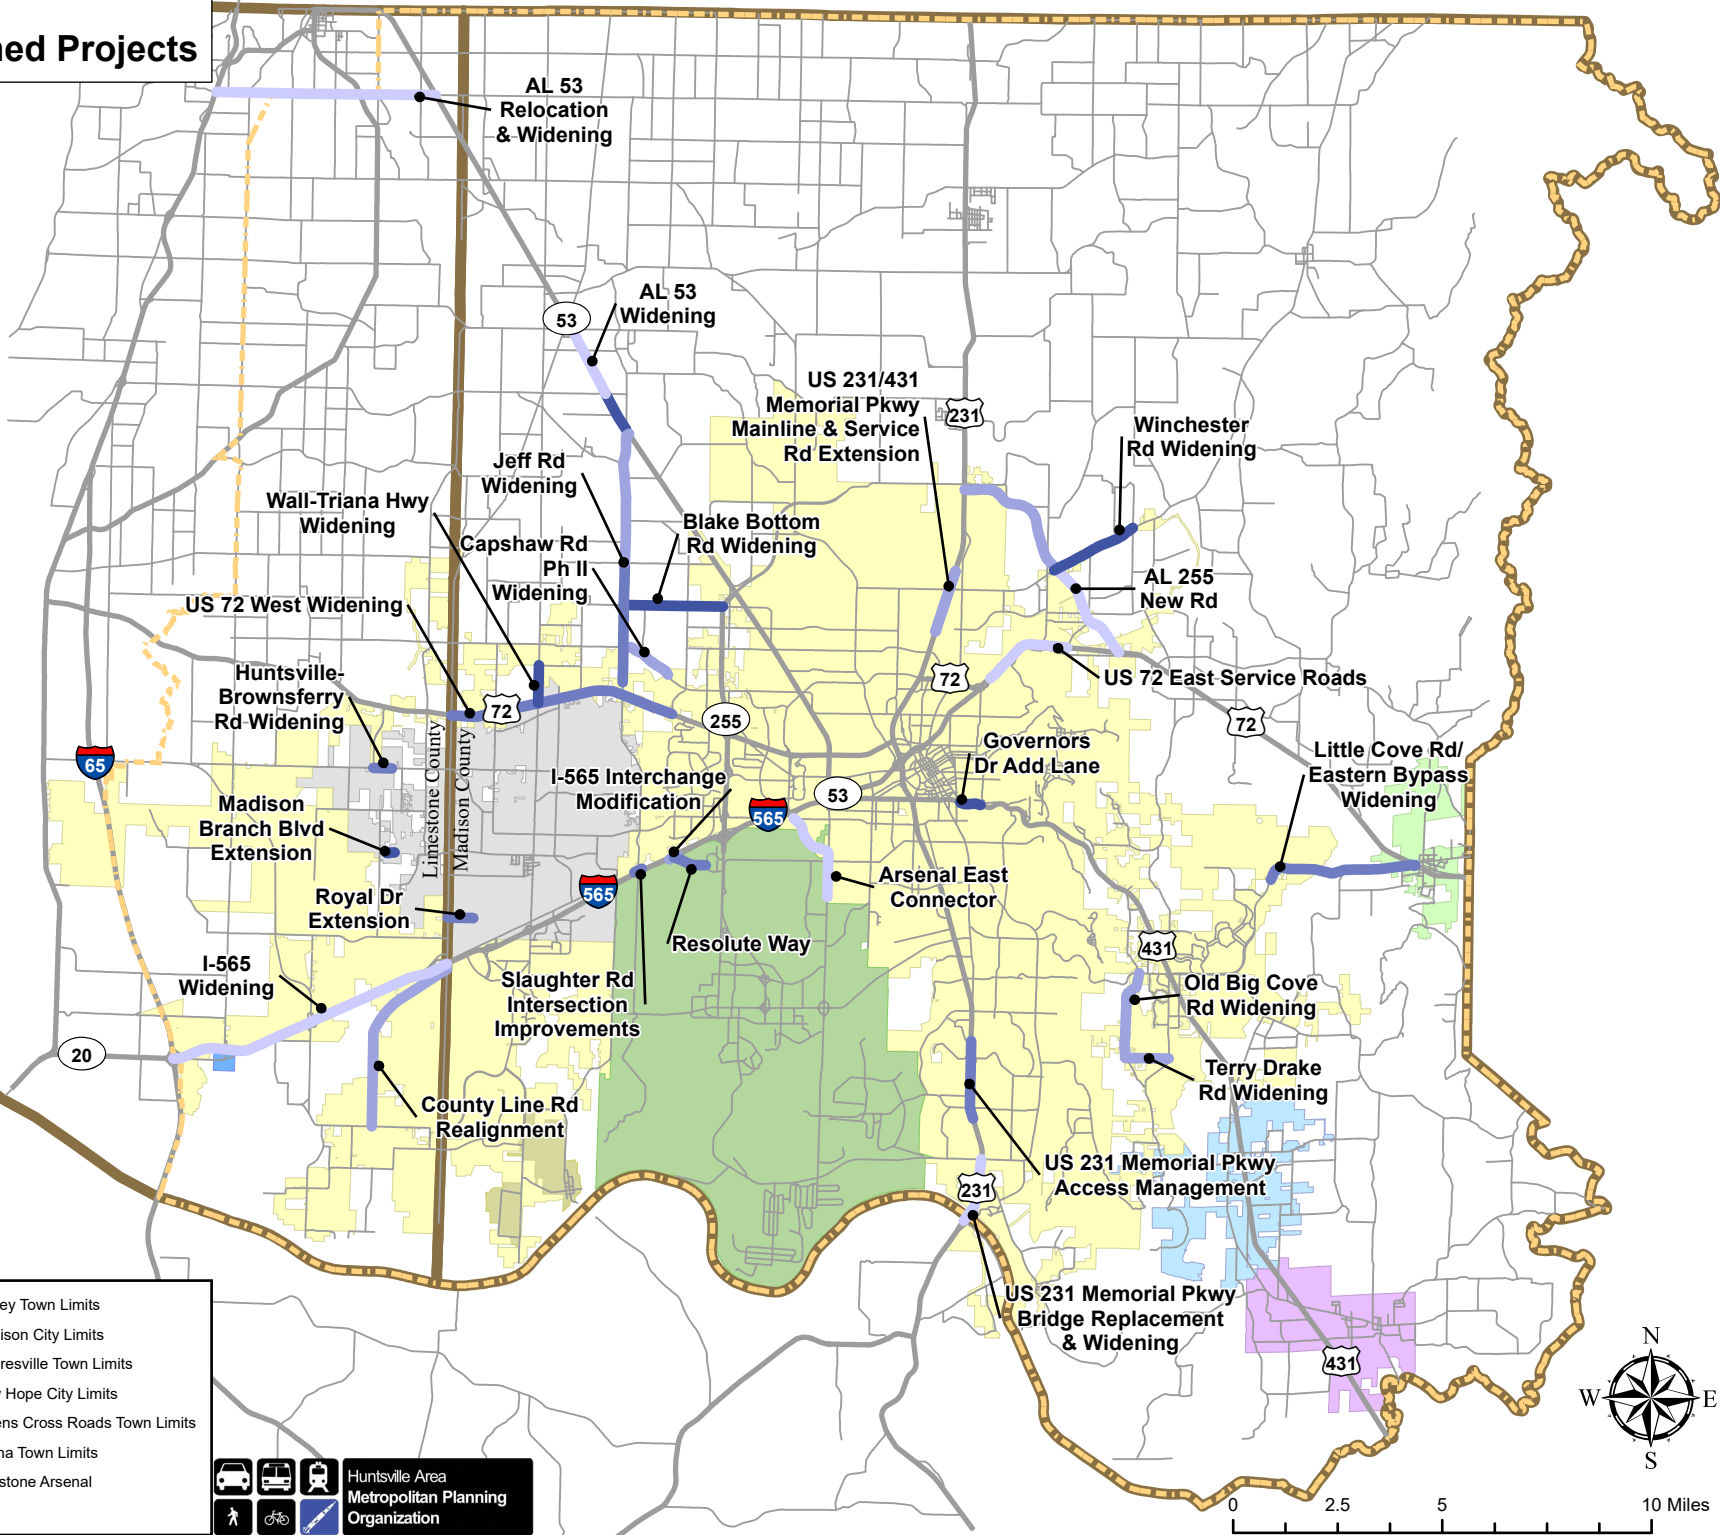 ned Projects
AL 53
Relocation
& Widening
AL 53
Widening
53
US 231/431
Memorial Pkwy
Mainline & Service
Rd Extension
231
Winchester
Rd Widening
Jeff Rd
Widening
Wall-Triana Hwy
Widening
Blake Bottom
Rd Widening
Capshaw Rd
Ph II
Widening
AL 255
New Rd
US 72 West Widening
Huntsville-
Brownsferry
Rd Widening
72
72
US 72 East Service Roads
255
72
65
Limestone County
Madison County
I-565 Interchange
Modification
Governors
Dr Add Lane
Little Cove Rd/
Eastern Bypass
Widening
Madison
Branch Blvd
Extension
565
53
565
Royal Dr
Extension
Arsenal East
Connector
Resolute Way
431
I-565
Widening
Slaughter Rd
Intersection
Improvements
Old Big Cove
Rd Widening
20
Terry Drake
Rd Widening
County Line Rd
Realignment
US 231 Memorial Pkwy
Access Management
231
US 231 Memorial Pkwy
Bridge Replacement
& Widening
431
ey Town Limits
ison City Limits
resville Town Limits
Hope City Limits
ens Cross Roads Town Limits
na Town Limits
stone Arsenal
Huntsville Area
Metropolitan Planning
Organization
N
W E
S
0 2.5 5 10 Miles